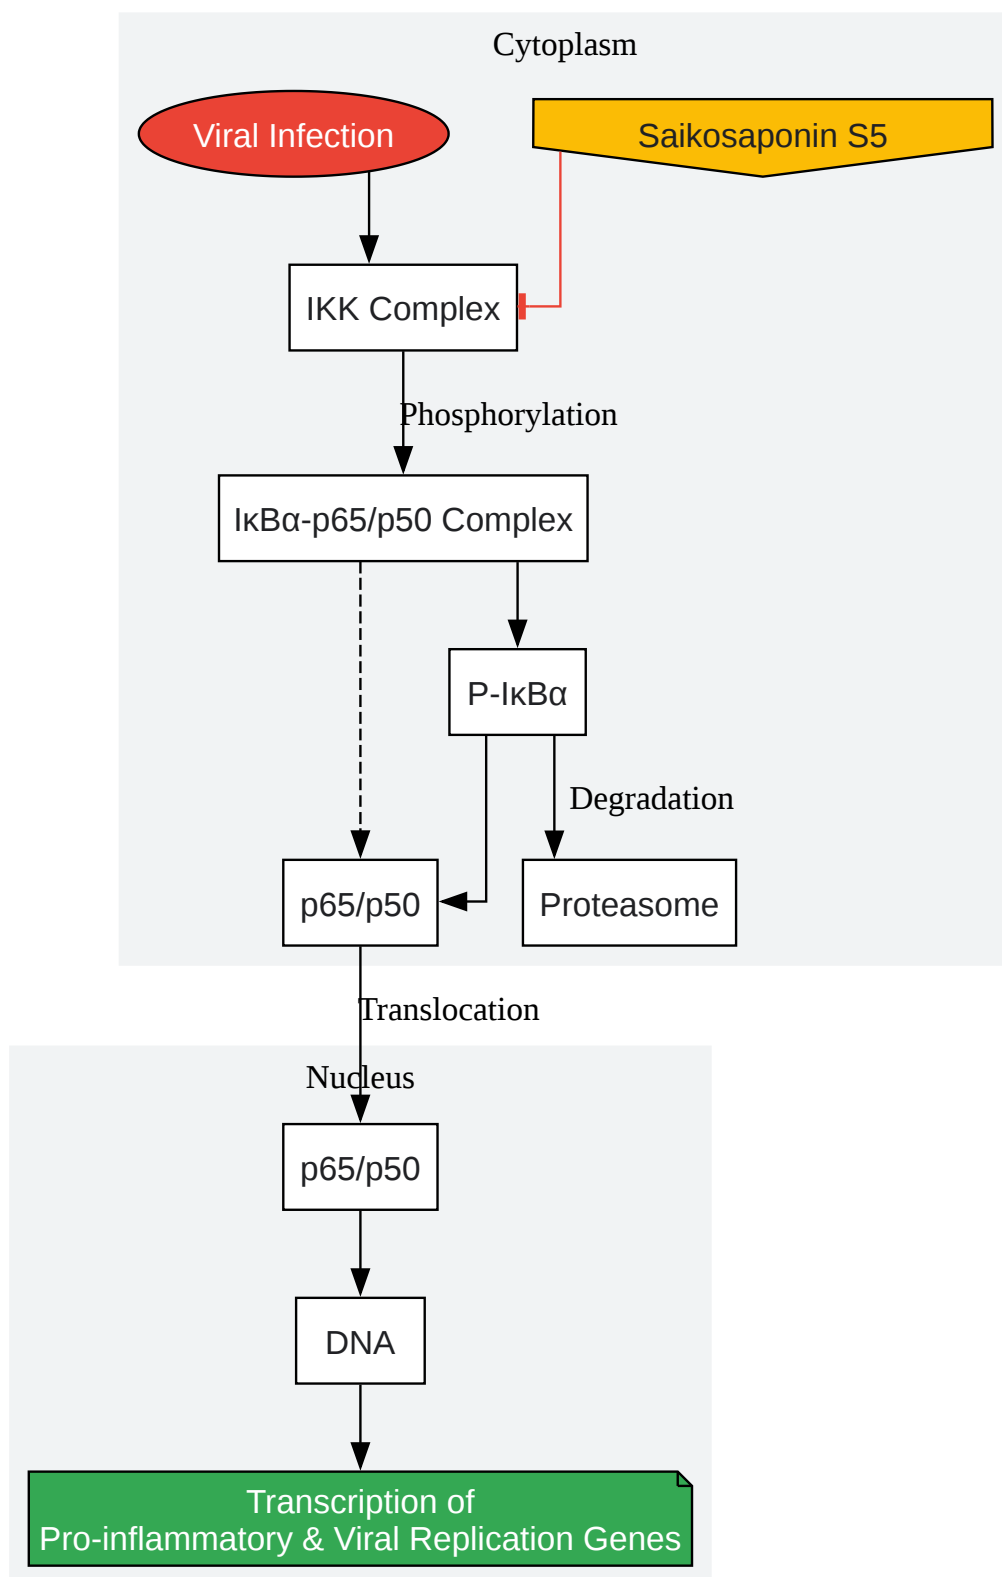 Cytoplasm
Viral Infection
Saikosaponin S5
IKK Complex
Phosphorylation
IκBα-p65/p50 Complex
P-IκBα
Degradation
p65/p50
Proteasome
Translocation
Nucleus
p65/p50
DNA
Transcription of
Pro-inflammatory & Viral Replication Genes